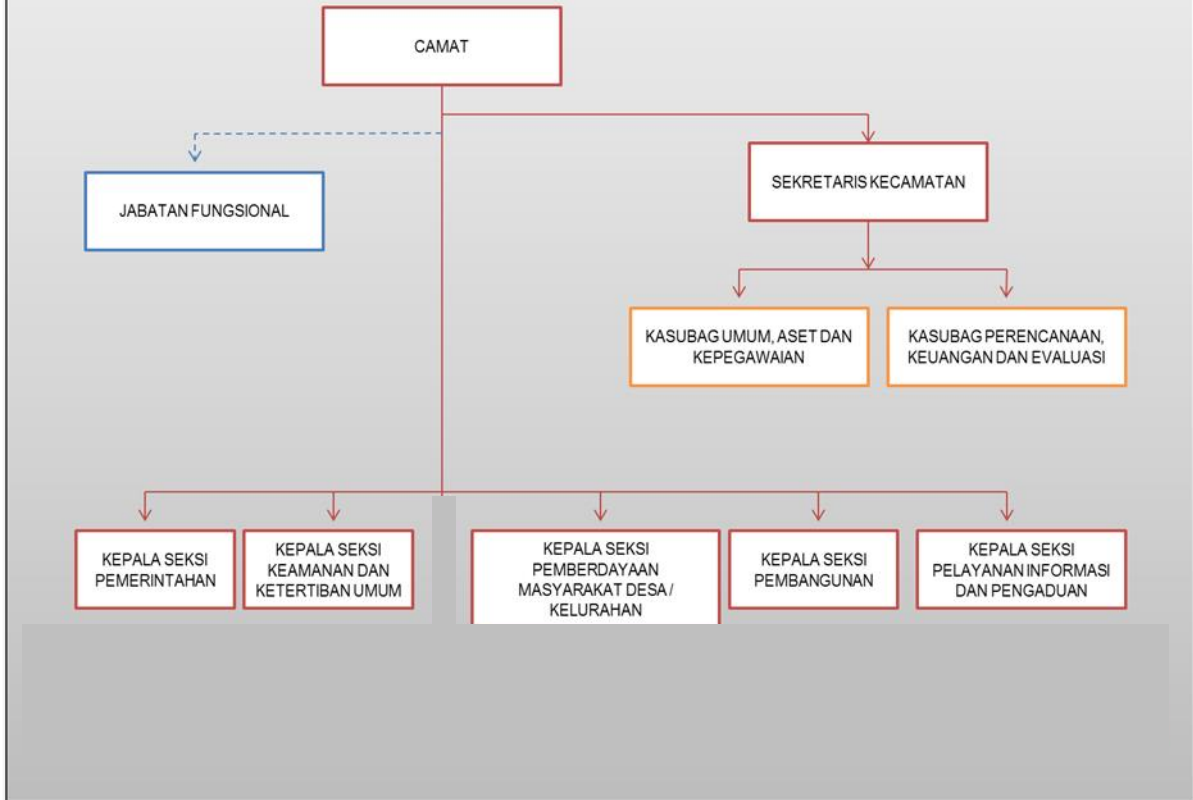 CAMAT
JABATAN FUNGSIONAL
SEKRETARIS KECAMATAN
KASUBAG UMUM, ASET DAN
KEPEGAWAIAN
KASUBAG PERENCANAAN,
KEUANGAN DAN EVALUASI
KEPALA SEKSI
PEMERINTAHAN
KEPALA SEKSI
KEAMANAN DAN
KETERTIBAN UMUM
KEPALA SEKSI
PEMBERDAYAAN
MASYARAKAT DESA /
KELURAHAN
KEPALA SEKSI
PEMBANGUNAN
KEPALA SEKSI
PELAYANAN INFORMASI
DAN PENGADUAN